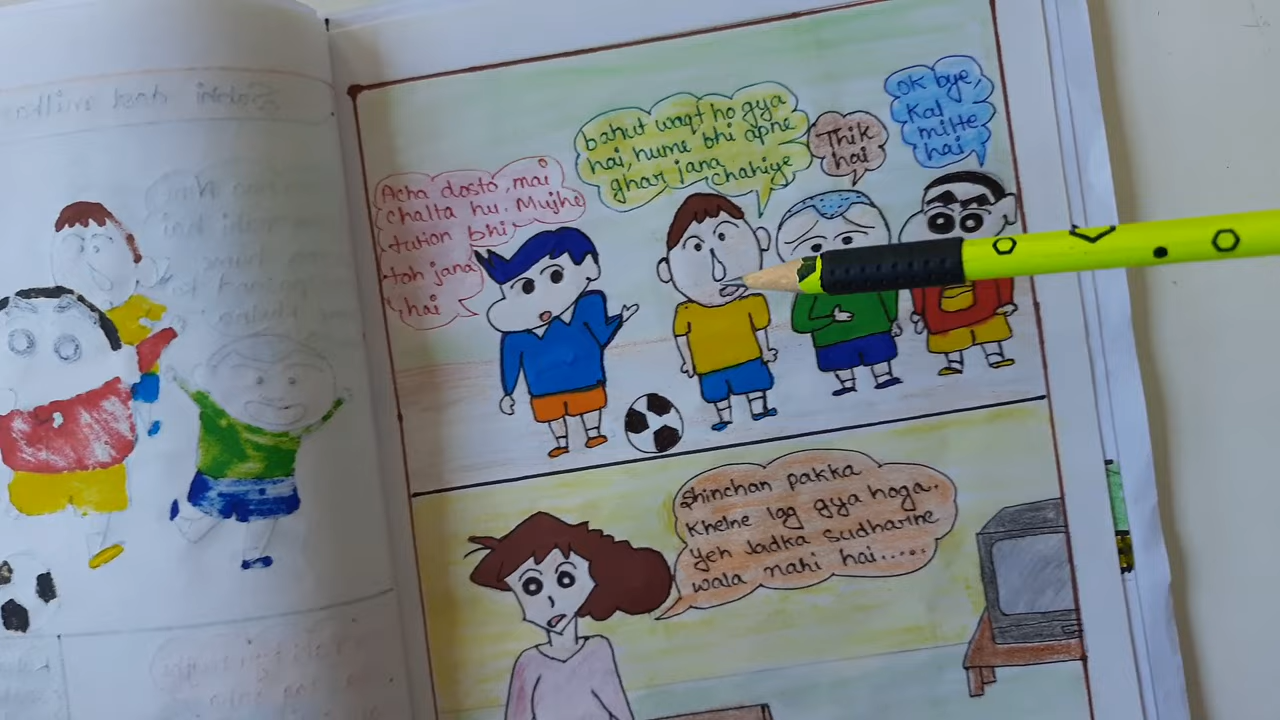 Acha dosto, mai
chalta hu. Mujhe
tution bhi
toh jana
hai
bahut waqt ho gya
hai, hume bhi apne
ghar jana
chahiye
Thik
hai
OK bye,
Kal
milte
hai
Shinchan pakka
Khelne lgg gya hoga.
Yeh ladka sudharne
wala nahi hai.....